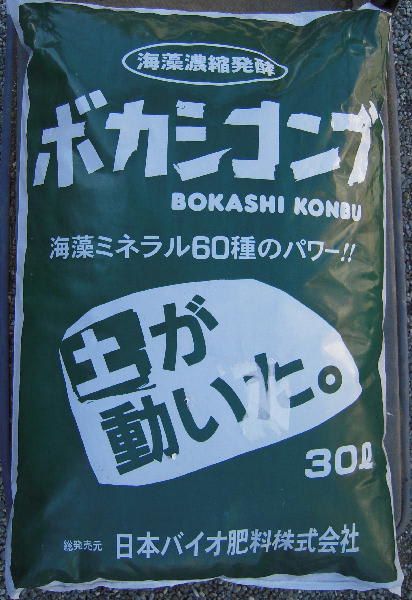 海藻濃縮発酵
ボカシコンブ
BOKASHI KONBU
海藻ミネラル60種のパワー!!
土が
動いた。
30ℓ
総発売元 日本バイオ肥料株式会社